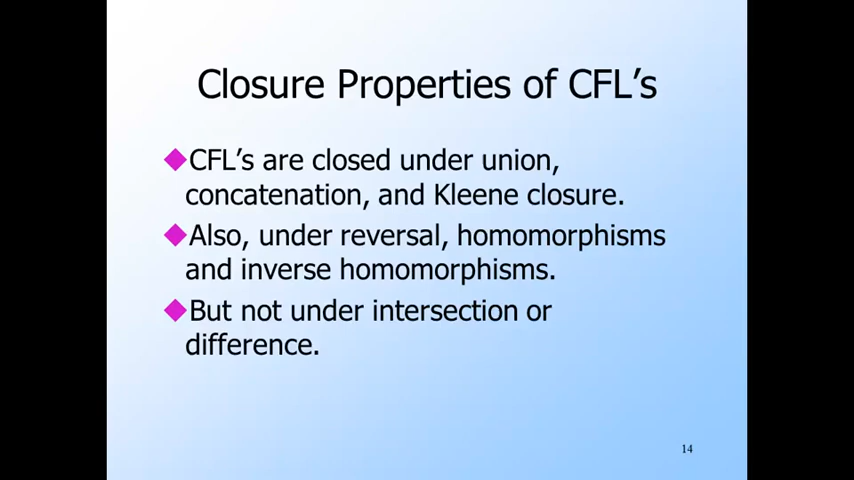 Closure Properties of CFL’s
CFL’s are closed under union,
concatenation, and Kleene closure.
Also, under reversal, homomorphisms
and inverse homomorphisms.
But not under intersection or
difference.
14